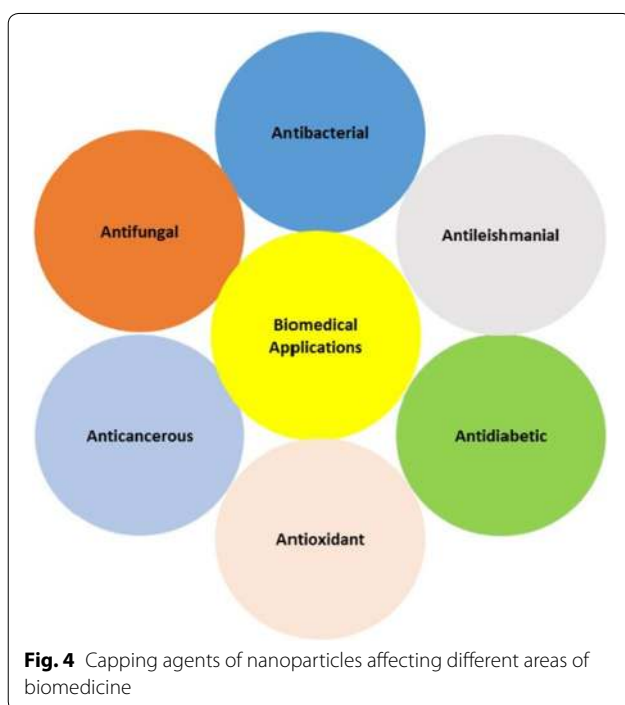 Antibacterial
Antifungal
Antileishmanial
Biomedical
Applications
Anticancerous
Antidiabetic
Antioxidant
Fig. 4 Capping agents of nanoparticles affecting different areas of
biomedicine